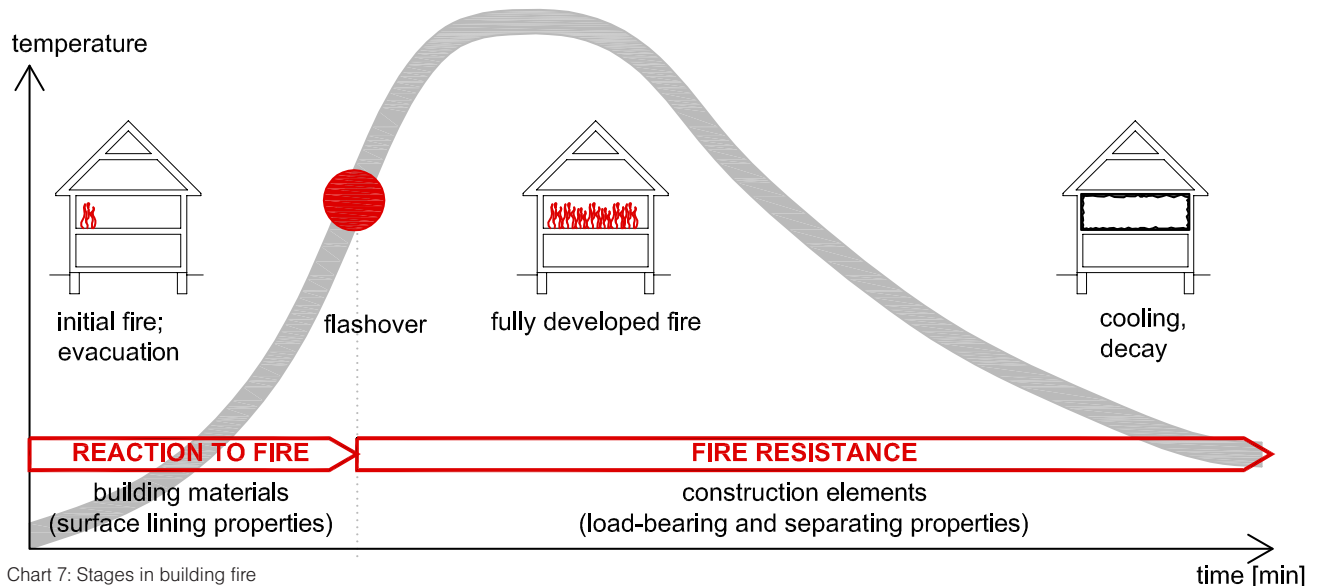 temperature
initial fire;
evacuation
flashover
fully developed fire
cooling,
decay
REACTION TO FIRE
FIRE RESISTANCE
building materials
(surface lining properties)
construction elements
(load-bearing and separating properties)
Chart 7: Stages in building fire
time [min]